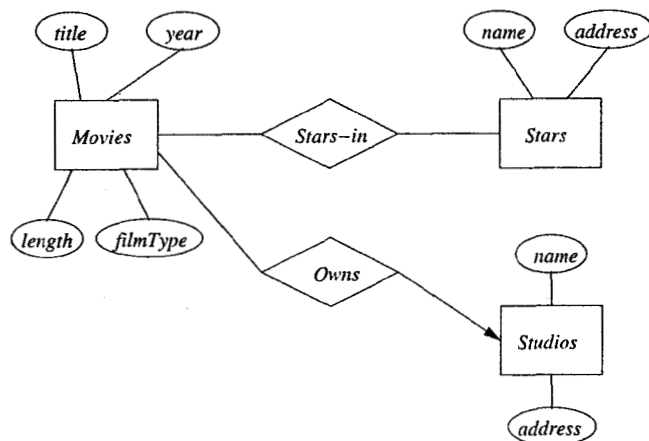 title
year
name
address
Movies
Stars-in
Stars
length
filmType
Owns
name
Studios
address